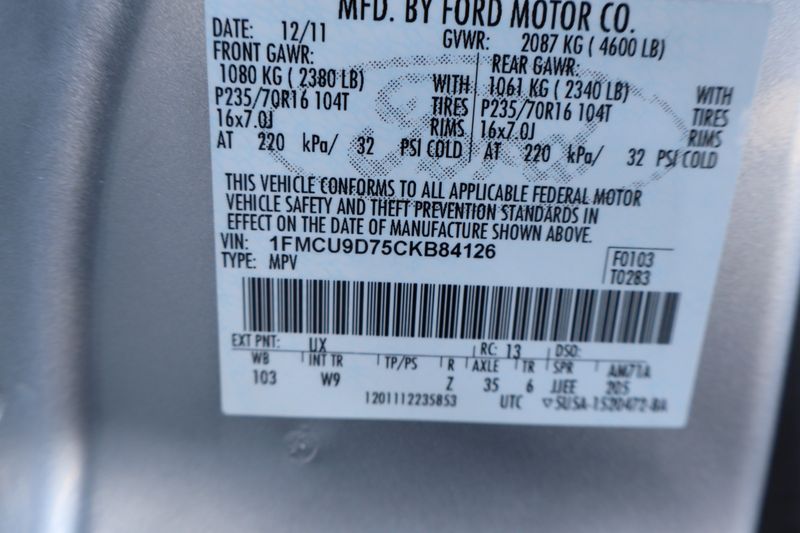 MFD. BY FORD MOTOR CO.
DATE: 12/11 GVWR: 2087 KG ( 4600 LB)
FRONT GAWR: REAR GAWR:
1080 KG ( 2380 LB) WITH 1061 KG ( 2340 LB) WITH
P235/70R16 104T TIRES P235/70R16 104T TIRES
16x7.0J RIMS 16x7.0J RIMS
AT 220 kPa/ 32 PSI COLD AT 220 kPa/ 32 PSI COLD
THIS VEHICLE CONFORMS TO ALL APPLICABLE FEDERAL MOTOR
VEHICLE SAFETY AND THEFT PREVENTION STANDARDS IN
EFFECT ON THE DATE OF MANUFACTURE SHOWN ABOVE.
VIN: 1FMCU9D75CKB84126 F0103
TYPE: MPV T0283
EXT PNT: UX RC: 13 DSO:
WB INT TR TP/PS R AXLE TR SPR AM71A
103 W9 Z 35 6 JJEE 205
1201112235853 UTC ▽SUSA-1520472-BA